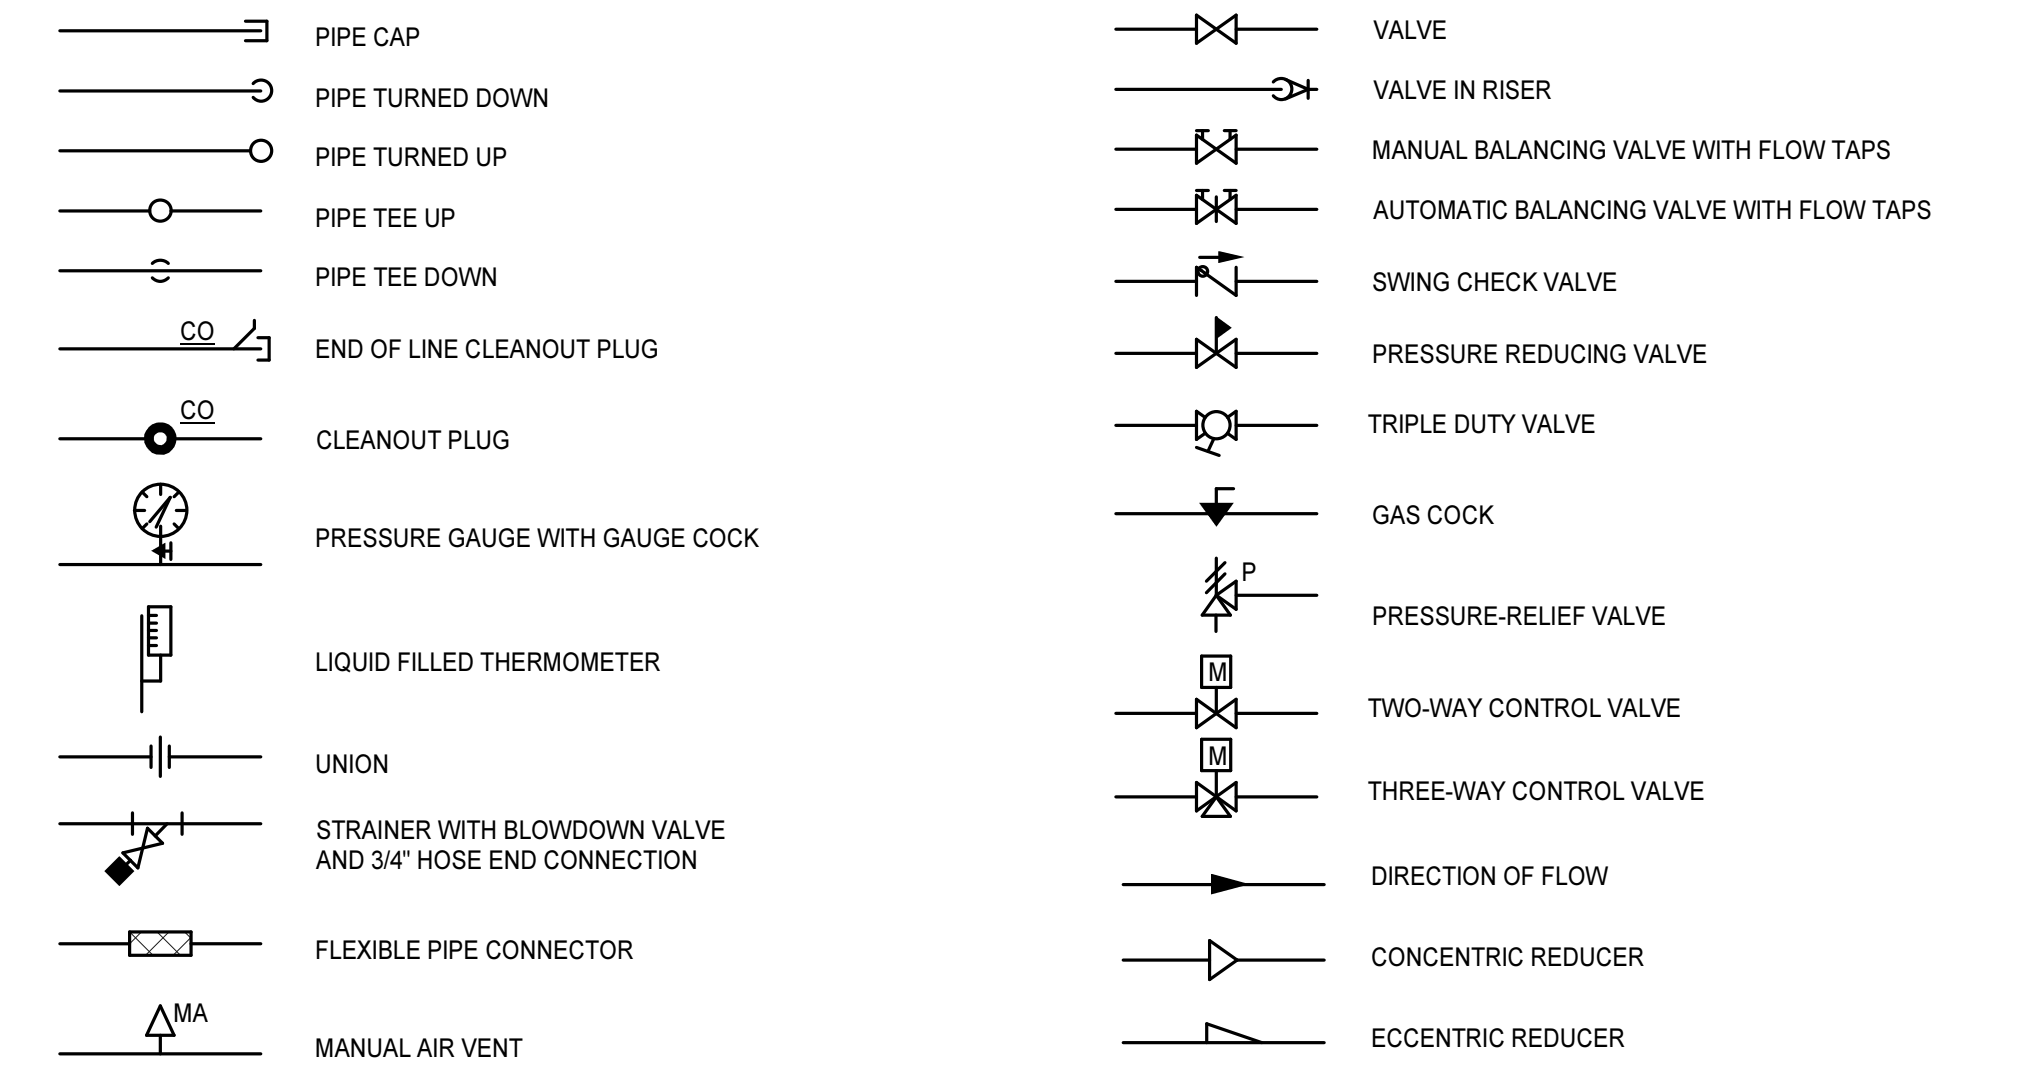 PIPE CAP
PIPE TURNED DOWN
PIPE TURNED UP
PIPE TEE UP
PIPE TEE DOWN
CO
END OF LINE CLEANOUT PLUG
CO
CLEANOUT PLUG
PRESSURE GAUGE WITH GAUGE COCK
LIQUID FILLED THERMOMETER
UNION
STRAINER WITH BLOWDOWN VALVE
AND 3/4" HOSE END CONNECTION
FLEXIBLE PIPE CONNECTOR
MA
MANUAL AIR VENT
VALVE
VALVE IN RISER
MANUAL BALANCING VALVE WITH FLOW TAPS
AUTOMATIC BALANCING VALVE WITH FLOW TAPS
SWING CHECK VALVE
PRESSURE REDUCING VALVE
TRIPLE DUTY VALVE
GAS COCK
P
PRESSURE-RELIEF VALVE
M
TWO-WAY CONTROL VALVE
M
THREE-WAY CONTROL VALVE
DIRECTION OF FLOW
CONCENTRIC REDUCER
ECCENTRIC REDUCER